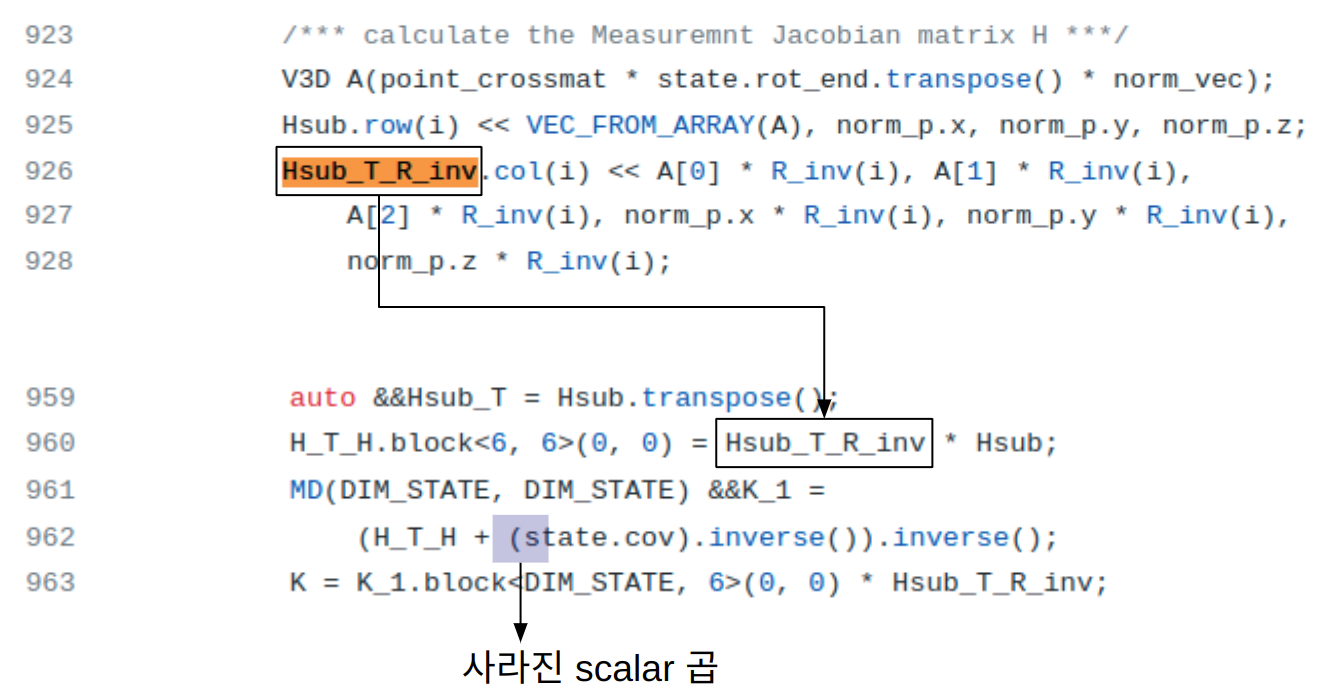 923 /*** calculate the Measuremnt Jacobian matrix H ***/
924 V3D A(point_crossmat * state.rot_end.transpose() * norm_vec);
925 Hsub.row(i) << VEC_FROM_ARRAY(A), norm_p.x, norm_p.y, norm_p.z;
926 Hsub_T_R_inv.col(i) << A[0] * R_inv(i), A[1] * R_inv(i),
927 A[2] * R_inv(i), norm_p.x * R_inv(i), norm_p.y * R_inv(i),
928 norm_p.z * R_inv(i);
959 auto &&Hsub_T = Hsub.transpose();
960 H_T_H.block<6, 6>(0, 0) = Hsub_T_R_inv * Hsub;
961 MD(DIM_STATE, DIM_STATE) &&K_1 =
962 (H_T_H + (state.cov).inverse()).inverse();
963 K = K_1.block<DIM_STATE, 6>(0, 0) * Hsub_T_R_inv;
사라진 scalar 곱